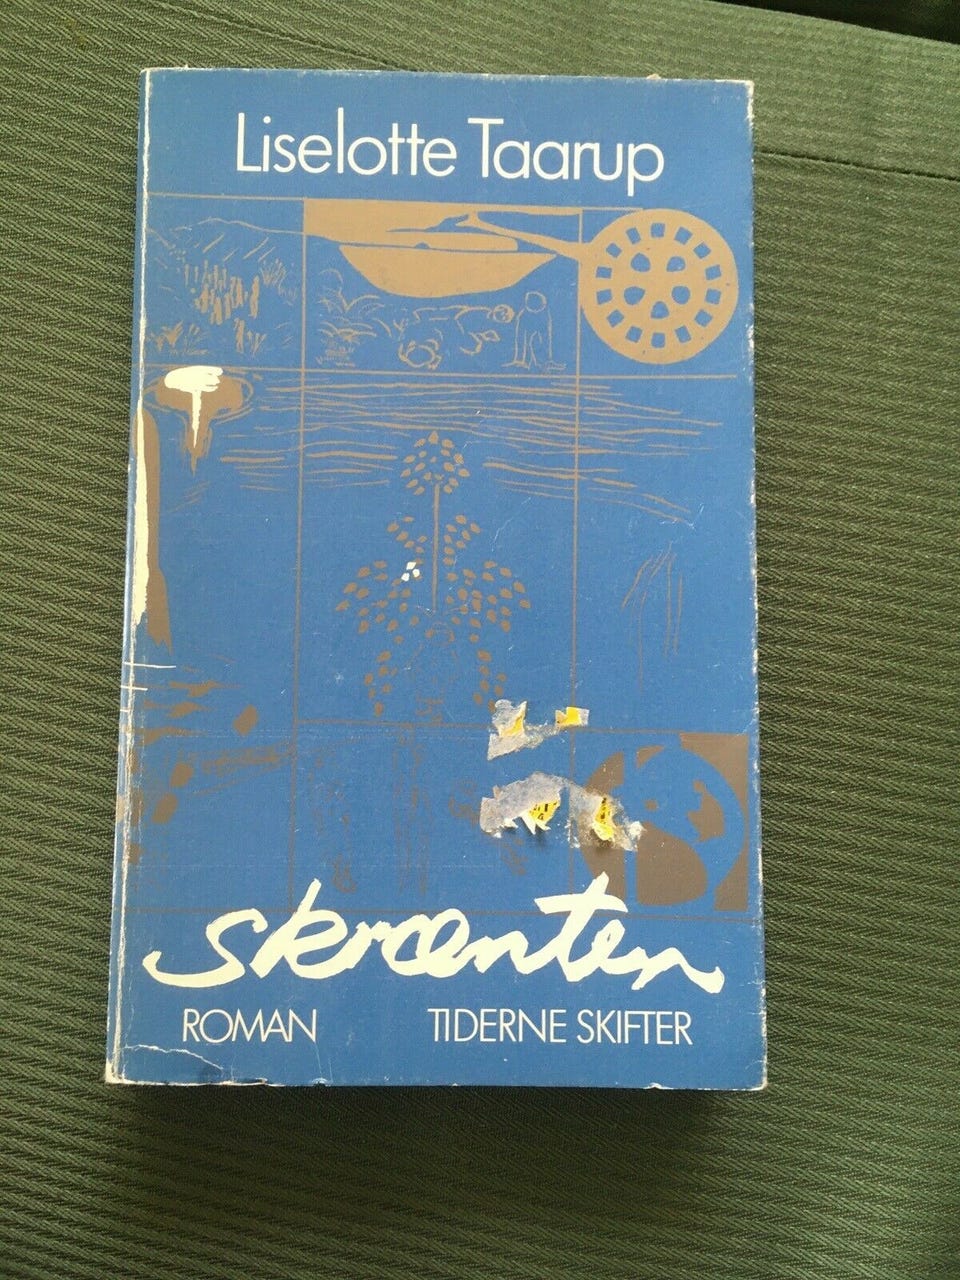 Liselotte Taarup
skrænten
ROMAN TIDERNE SKIFTER